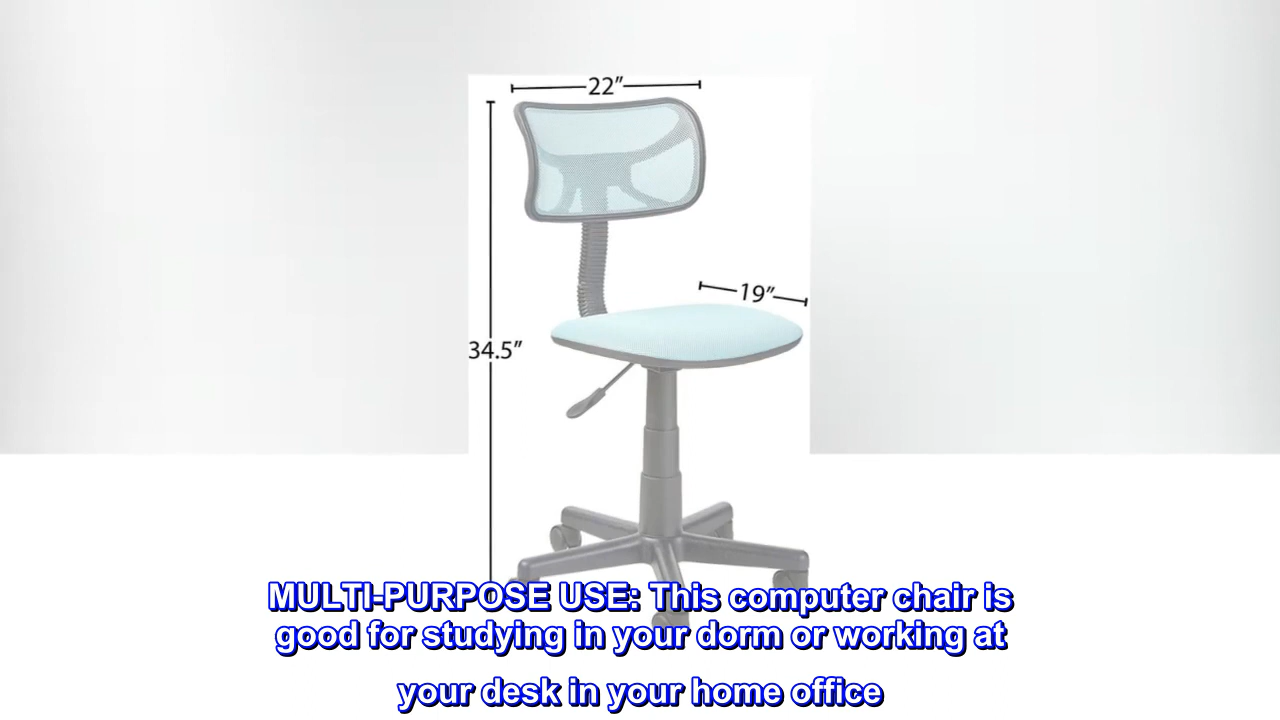 22”
19”
34.5”
MULTI-PURPOSE USE: This computer chair is
good for studying in your dorm or working at
your desk in your home office